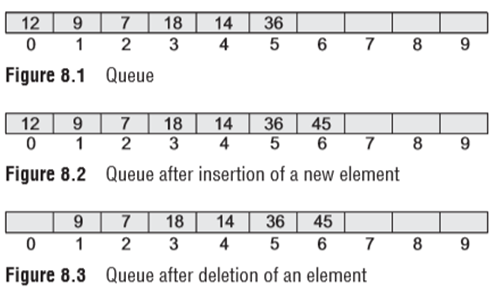 12 9 7 18 14 36
0 1 2 3 4 5 6 7 8 9
Figure 8.1 Queue
12 9 7 18 14 36 45
0 1 2 3 4 5 6 7 8 9
Figure 8.2 Queue after insertion of a new element
9 7 18 14 36 45
0 1 2 3 4 5 6 7 8 9
Figure 8.3 Queue after deletion of an element